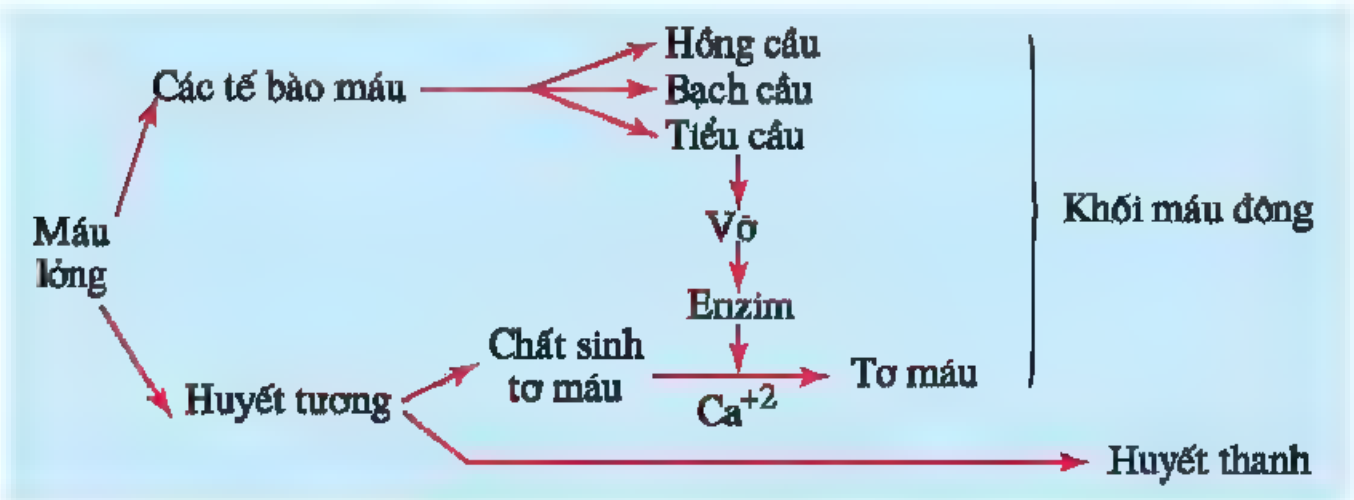 Hồng cầu
Các tế bào máu
Bạch cầu
Tiểu cầu
Khối máu đông
Máu
lỏng
Vỡ
Enzim
Chất sinh
tơ máu
Tơ máu
Huyết tương
Ca+2
Huyết thanh